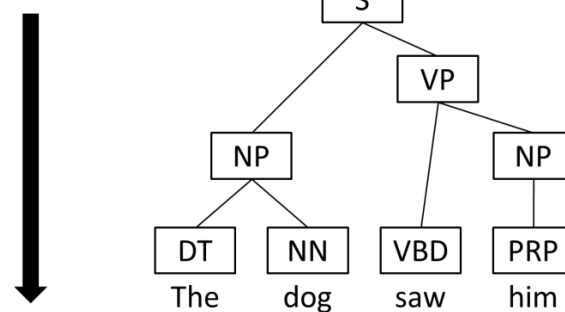 S
VP
NP NP
DT NN VBD PRP
The dog saw him